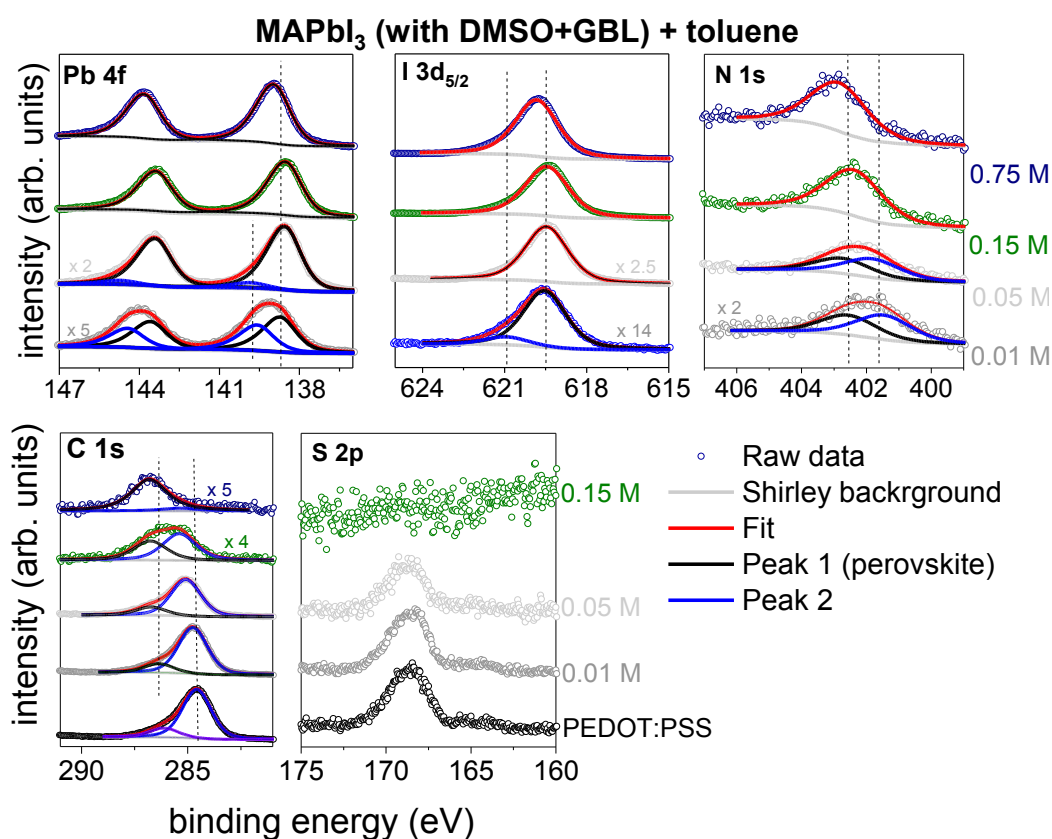 MAPbI3 (with DMSO+GBL) + toluene
Pb 4f
I 3d5/2
N 1s
intensity (arb. units)
x 2
x 5
x 2.5
x 14
x 2
0.75 M
0.15 M
0.05 M
0.01 M
147 144 141 138
624 621 618 615
406 404 402 400
C 1s
S 2p
intensity (arb. units)
x 5
x 4
0.15 M
0.05 M
0.01 M
PEDOT:PSS
Raw data
Shirley backrground
Fit
Peak 1 (perovskite)
Peak 2
290 285
175 170 165 160
binding energy (eV)